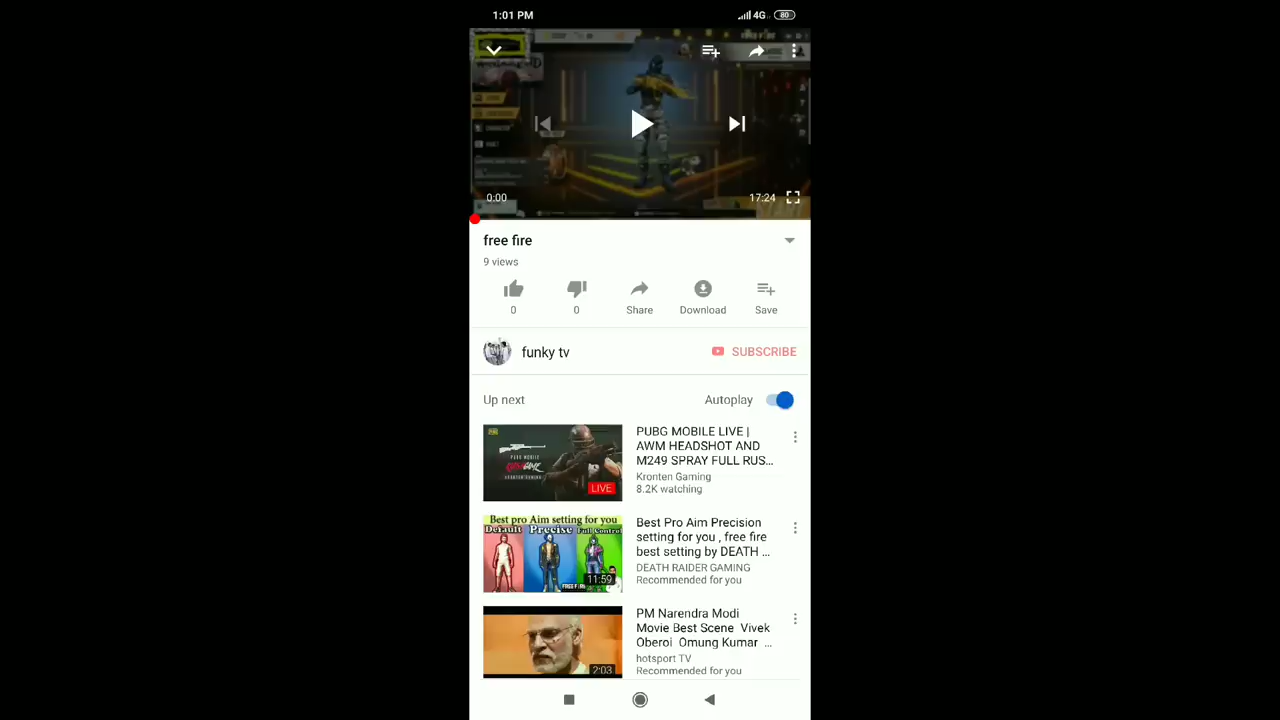 1:01 PM
4G
80
0:00
17:24
free fire
9 views
0
0
Share
Download
Save
funky tv
SUBSCRIBE
Up next
Autoplay
PUBG MOBILE LIVE |
AWM HEADSHOT AND
M249 SPRAY FULL RUS...
Kronten Gaming
8.2K watching
PUBG MOBILE
LIVE
Best Pro Aim Precision
setting for you , free fire
best setting by DEATH ...
DEATH RAIDER GAMING
Recommended for you
Best pro Aim setting for you
Default
Precise
Full Control
FREE FIRE
11:59
PM Narendra Modi
Movie Best Scene Vivek
Oberoi Omung Kumar ...
hotsport TV
Recommended for you
2:03